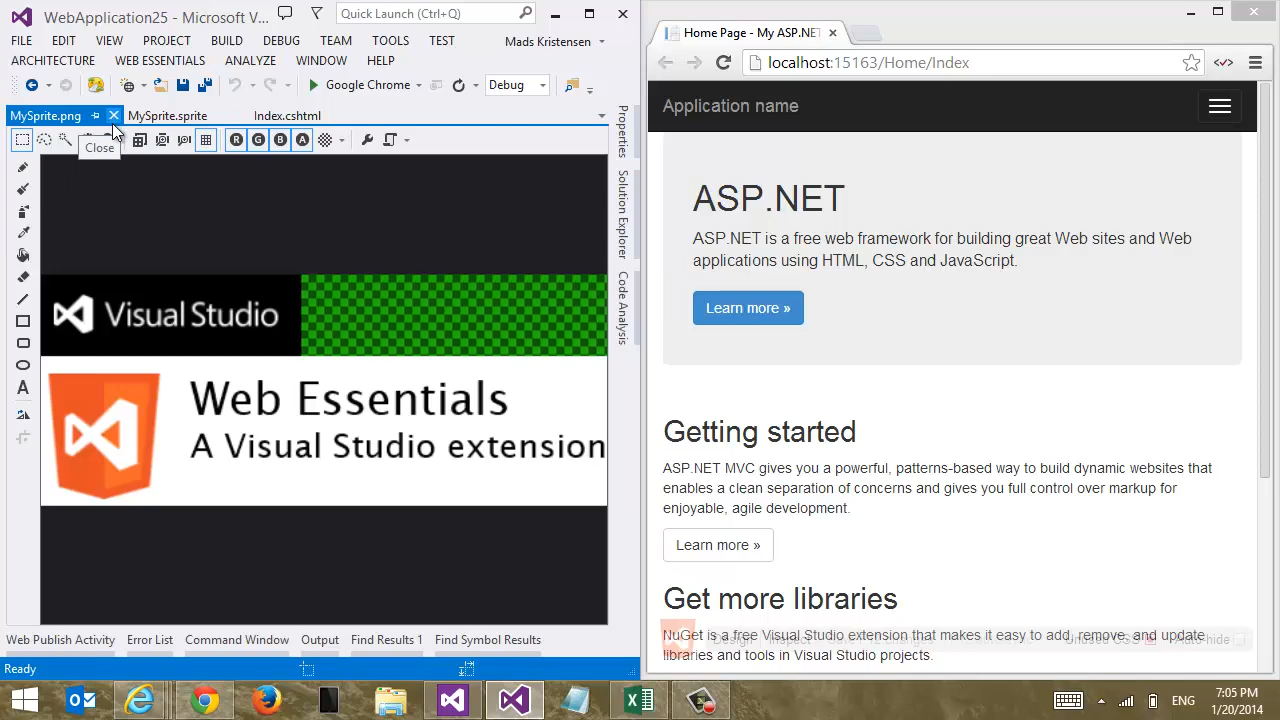 WebApplication25 - Microsoft V...
Quick Launch (Ctrl+Q)
FILE EDIT VIEW PROJECT BUILD DEBUG TEAM TOOLS TEST Mads Kristensen
ARCHITECTURE WEB ESSENTIALS ANALYZE WINDOW HELP
Google Chrome Debug
MySprite.png MySprite.sprite Index.cshtml
R G B A
Close
A
Visual Studio
Web Essentials
A Visual Studio extension
Properties
Solution Explorer
Code Analysis
Web Publish Activity Error List Command Window Output Find Results 1 Find Symbol Results
Ready
Home Page - My ASP.NET
localhost:15163/Home/Index
Application name
ASP.NET
ASP.NET is a free web framework for building great Web sites and Web
applications using HTML, CSS and JavaScript.
Learn more »
Getting started
ASP.NET MVC gives you a powerful, patterns-based way to build dynamic websites that
enables a clean separation of concerns and gives you full control over markup for
enjoyable, agile development.
Learn more »
Get more libraries
NuGet is a free Visual Studio extension that makes it easy to add, remove, and update
libraries and tools in Visual Studio projects.
Design Inspect Unused CSS Auto-hide
ENG
7:05 PM
1/20/2014